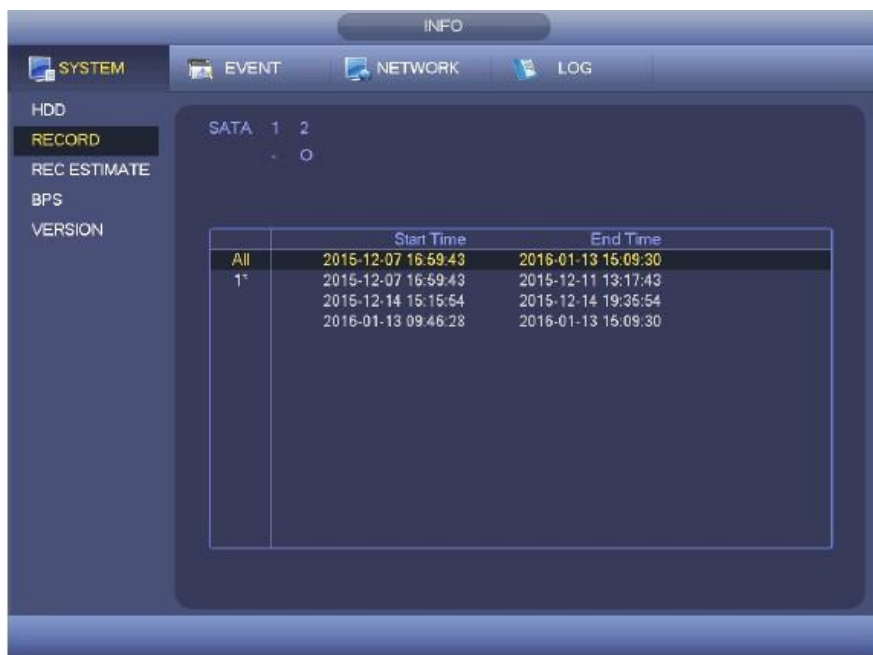 INFO
SYSTEM EVENT NETWORK LOG
HDD
RECORD
REC ESTIMATE
BPS
VERSION
SATA 1 2
- O
Start Time End Time
All 2015-12-07 16:59:43 2016-01-13 15:09:30
1* 2015-12-07 16:59:43 2015-12-11 13:17:43
2015-12-14 15:15:54 2015-12-14 19:35:54
2016-01-13 09:46:28 2016-01-13 15:09:30